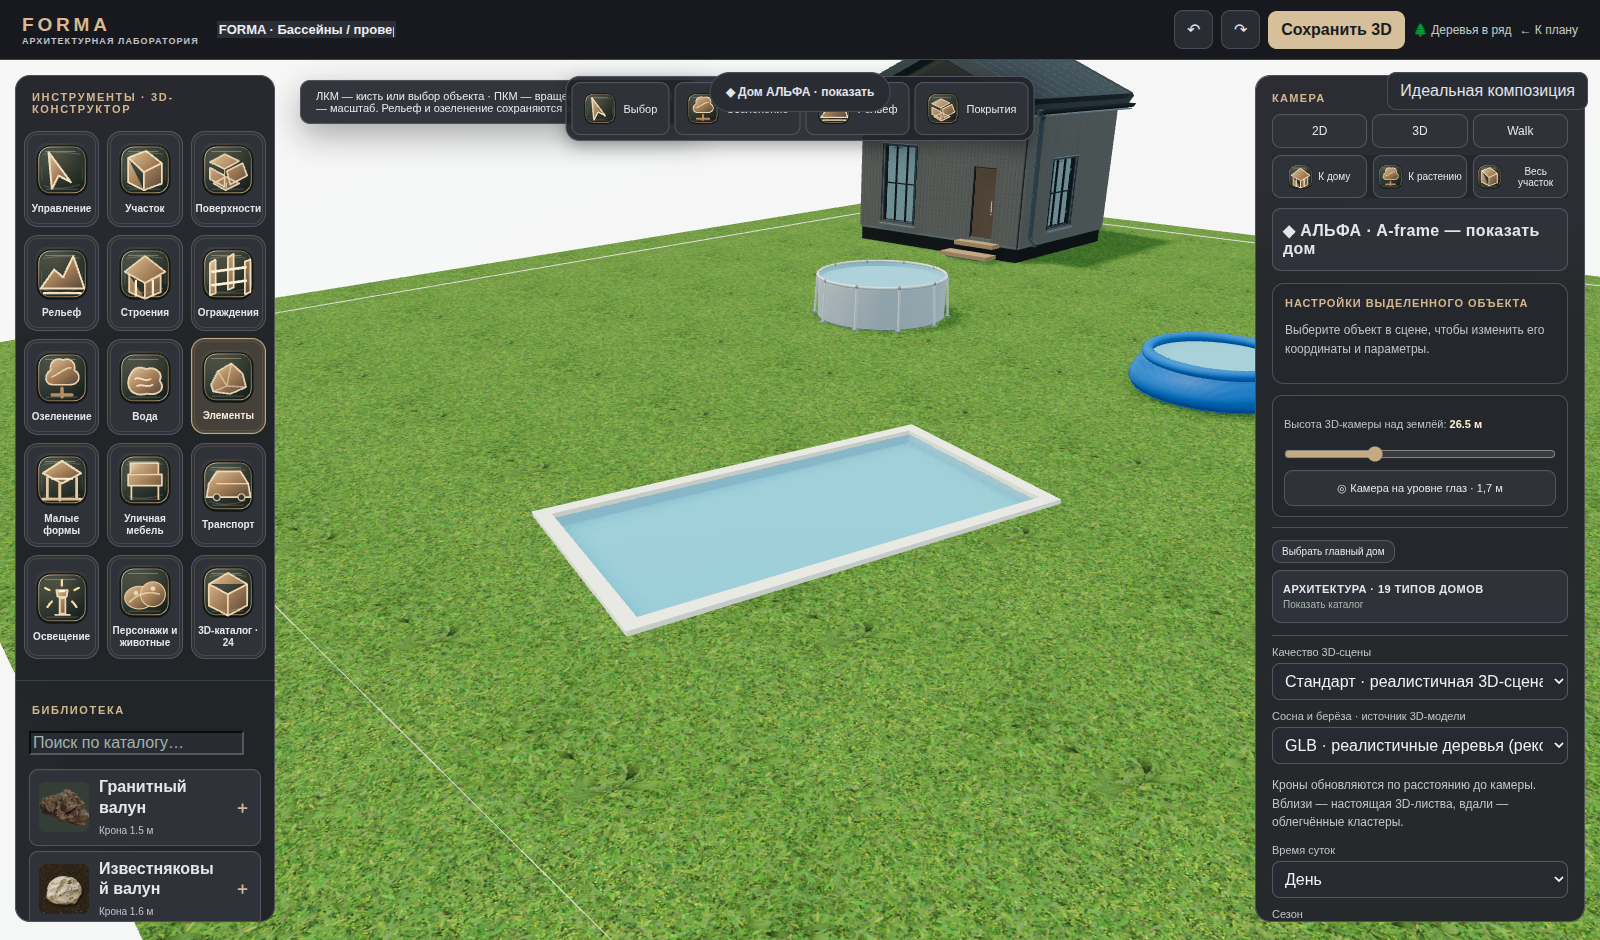 FORMA
АРХИТЕКТУРНАЯ ЛАБОРАТОРИЯ
FORMA · Бассейны / прове
↶
↷
Сохранить 3D
🌲 Деревья в ряд
← К плану
ИНСТРУМЕНТЫ · 3D-
КОНСТРУКТОР
Управление
Участок
Поверхности
Рельеф
Строения
Ограждения
Озеленение
Вода
Элементы
Малые
формы
Уличная
мебель
Транспорт
Освещение
Персонажи и
животные
3D-каталог ·
24
БИБЛИОТЕКА
Поиск по каталогу…
Гранитный
валун
Крона 1.5 м
+
Известняковы
й валун
Крона 1.6 м
+
ЛКМ — кисть или выбор объекта · ПКМ — враще
— масштаб. Рельеф и озеленение сохраняются
Выбор
◆ Дом АЛЬФА · показать
Покрытия
КАМЕРА
Идеальная композиция
2D
3D
Walk
К дому
К растению
Весь
участок
◆ АЛЬФА · A-frame — показать
дом
НАСТРОЙКИ ВЫДЕЛЕННОГО ОБЪЕКТА
Выберите объект в сцене, чтобы изменить его
координаты и параметры.
Высота 3D-камеры над землёй: 26.5 м
◎ Камера на уровне глаз · 1,7 м
Выбрать главный дом
АРХИТЕКТУРА · 19 ТИПОВ ДОМОВ
Показать каталог
Качество 3D-сцены
Стандарт · реалистичная 3D-сцена
Сосна и берёза · источник 3D-модели
GLB · реалистичные деревья (рекс
Кроны обновляются по расстоянию до камеры.
Вблизи — настоящая 3D-листва, вдали —
облегчённые кластеры.
Время суток
День
Сезон